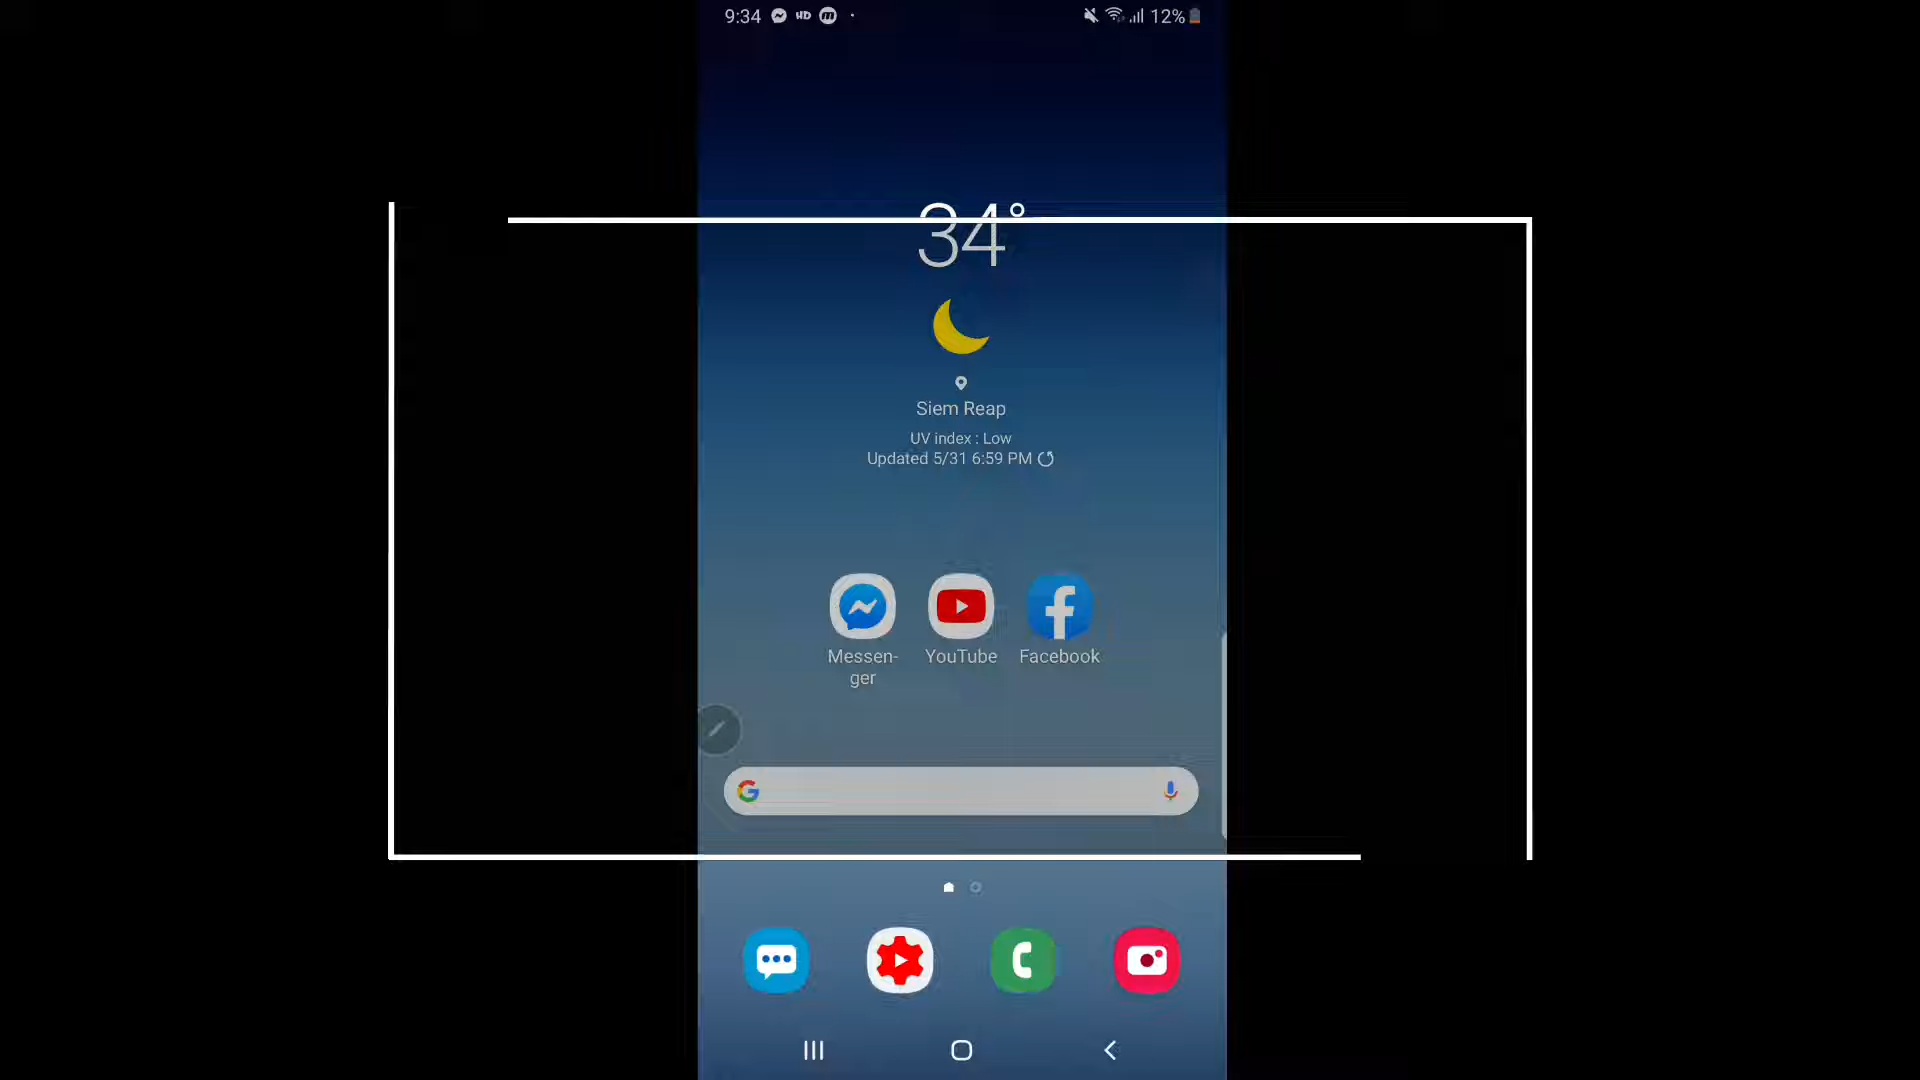 9:34 HD m 12%
34°
Siem Reap
UV index : Low
Updated 5/31 6:59 PM
Messen- YouTube Facebook
ger